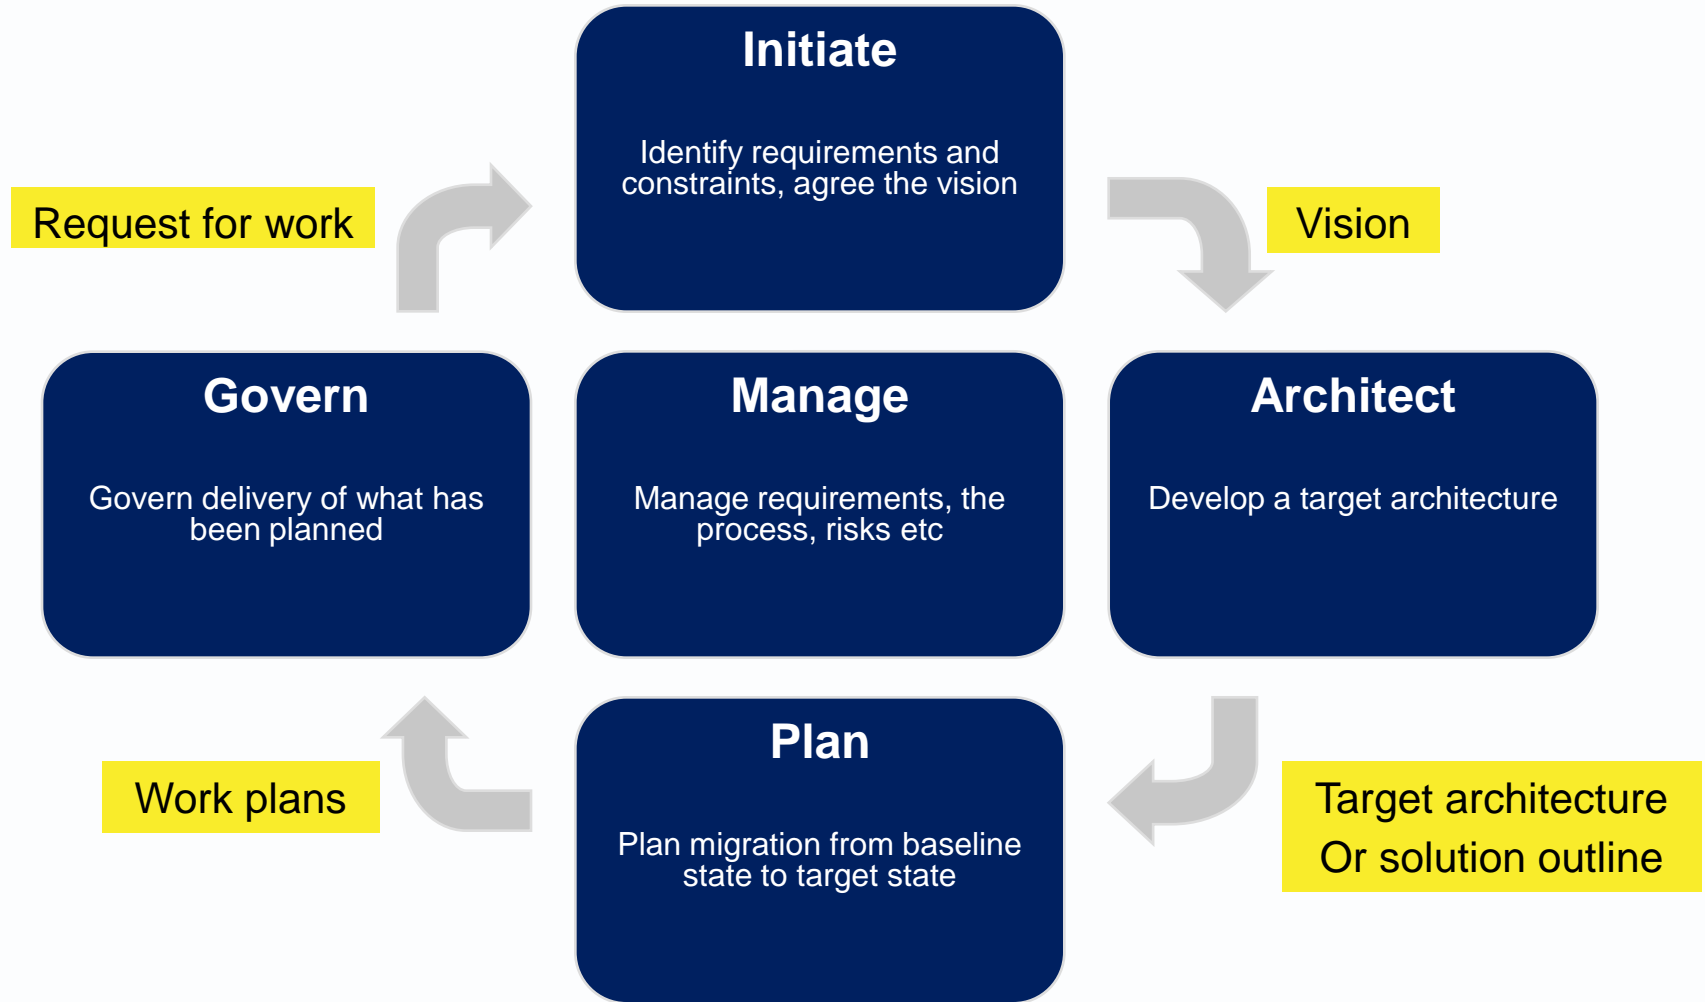 Initiate
Identify requirements and
constraints, agree the vision
Request for work
Vision
Govern
Govern delivery of what has
been planned
Manage
Manage requirements, the
process, risks etc
Architect
Develop a target architecture
Plan
Plan migration from baseline
state to target state
Work plans
Target architecture
Or solution outline